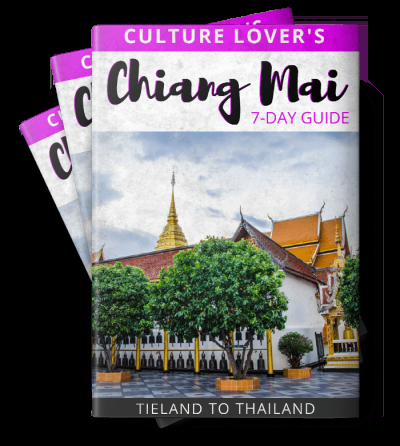 CULTURE LOVER'S
Chiang Mai
7-DAY GUIDE
TIELAND TO THAILAND